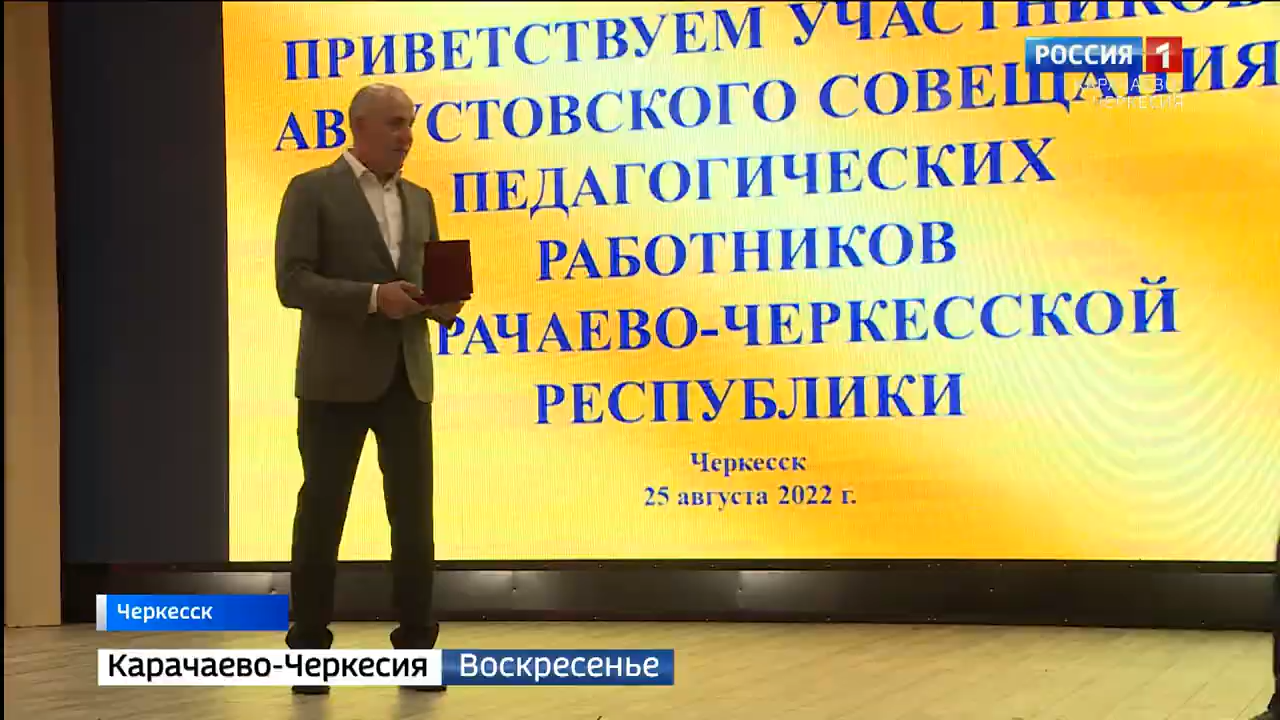 ПРИВЕТСТВУЕМ УЧАСТНИКОВ
АВГУСТОВСКОГО СОВЕЩАНИЯ
ПЕДАГОГИЧЕСКИХ
РАБОТНИКОВ
РАЧАЕВО-ЧЕРКЕССКОЙ
РЕСПУБЛИКИ
Черкесск
25 августа 2022 г.
РОССИЯ 1
КАРАЧАЕВО
ЧЕРКЕСИЯ
Черкесск
Карачаево-Черкесия Воскресенье